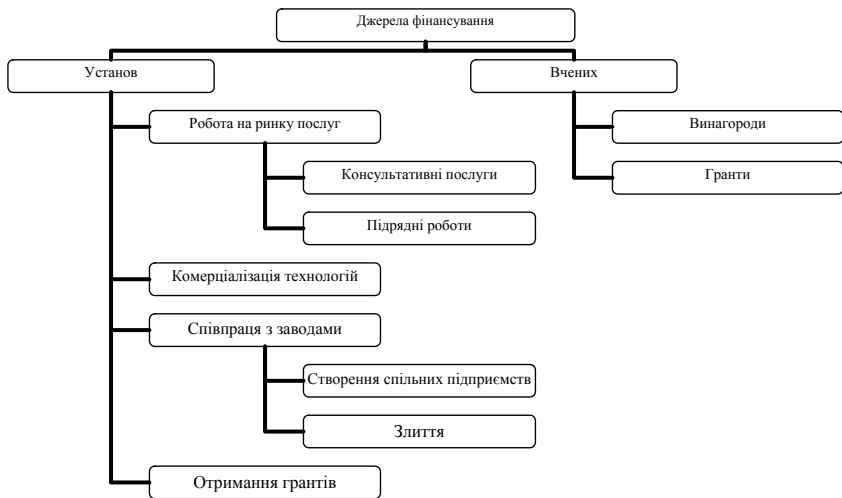 Джерела фінансування
Установ
Вчених
Робота на ринку послуг
Винагороди
Консультативні послуги
Гранти
Підрядні роботи
Комерціалізація технологій
Співпраця з заводами
Створення спільних підприємств
Злиття
Отримання грантів